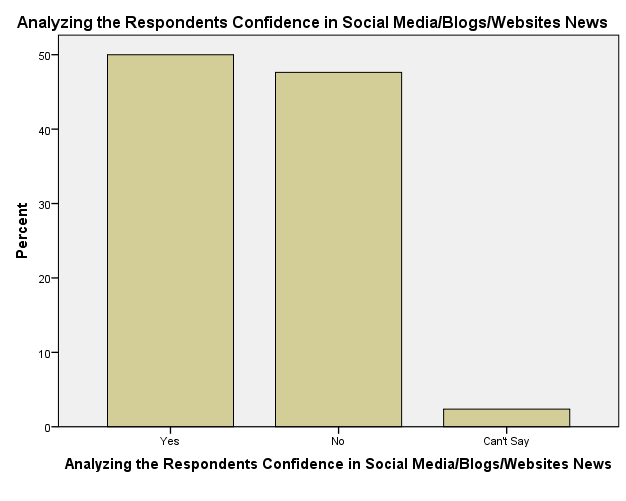 Analyzing the Respondents Confidence in Social Media/Blogs/Websites News
50
40
30
20
10
0
Percent
Yes
No
Can't Say
Analyzing the Respondents Confidence in Social Media/Blogs/Websites News